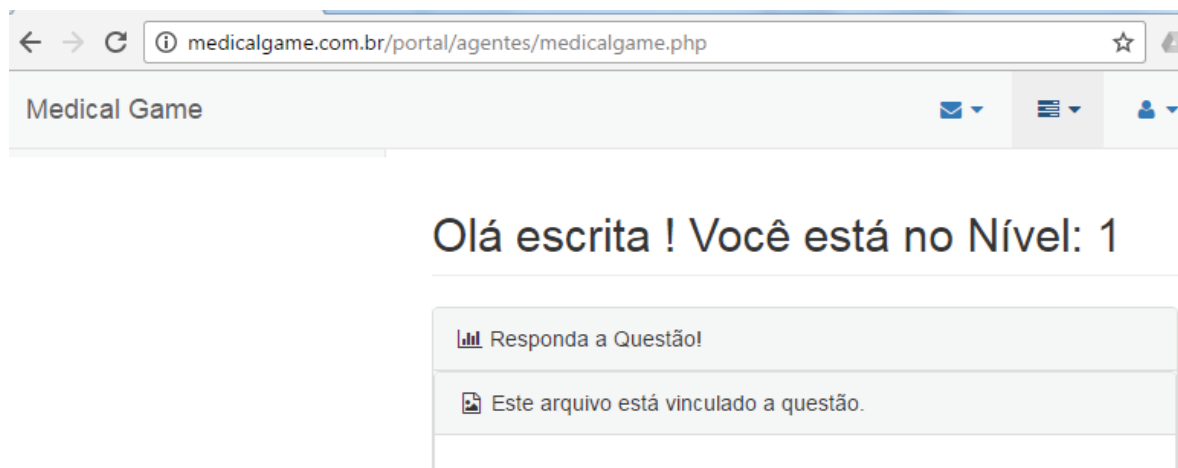 medicalgame.com.br/portal/agentes/medicalgame.php
Medical Game
Olá escrita ! Você está no Nível: 1
Responda a Questão!
Este arquivo está vinculado a questão.